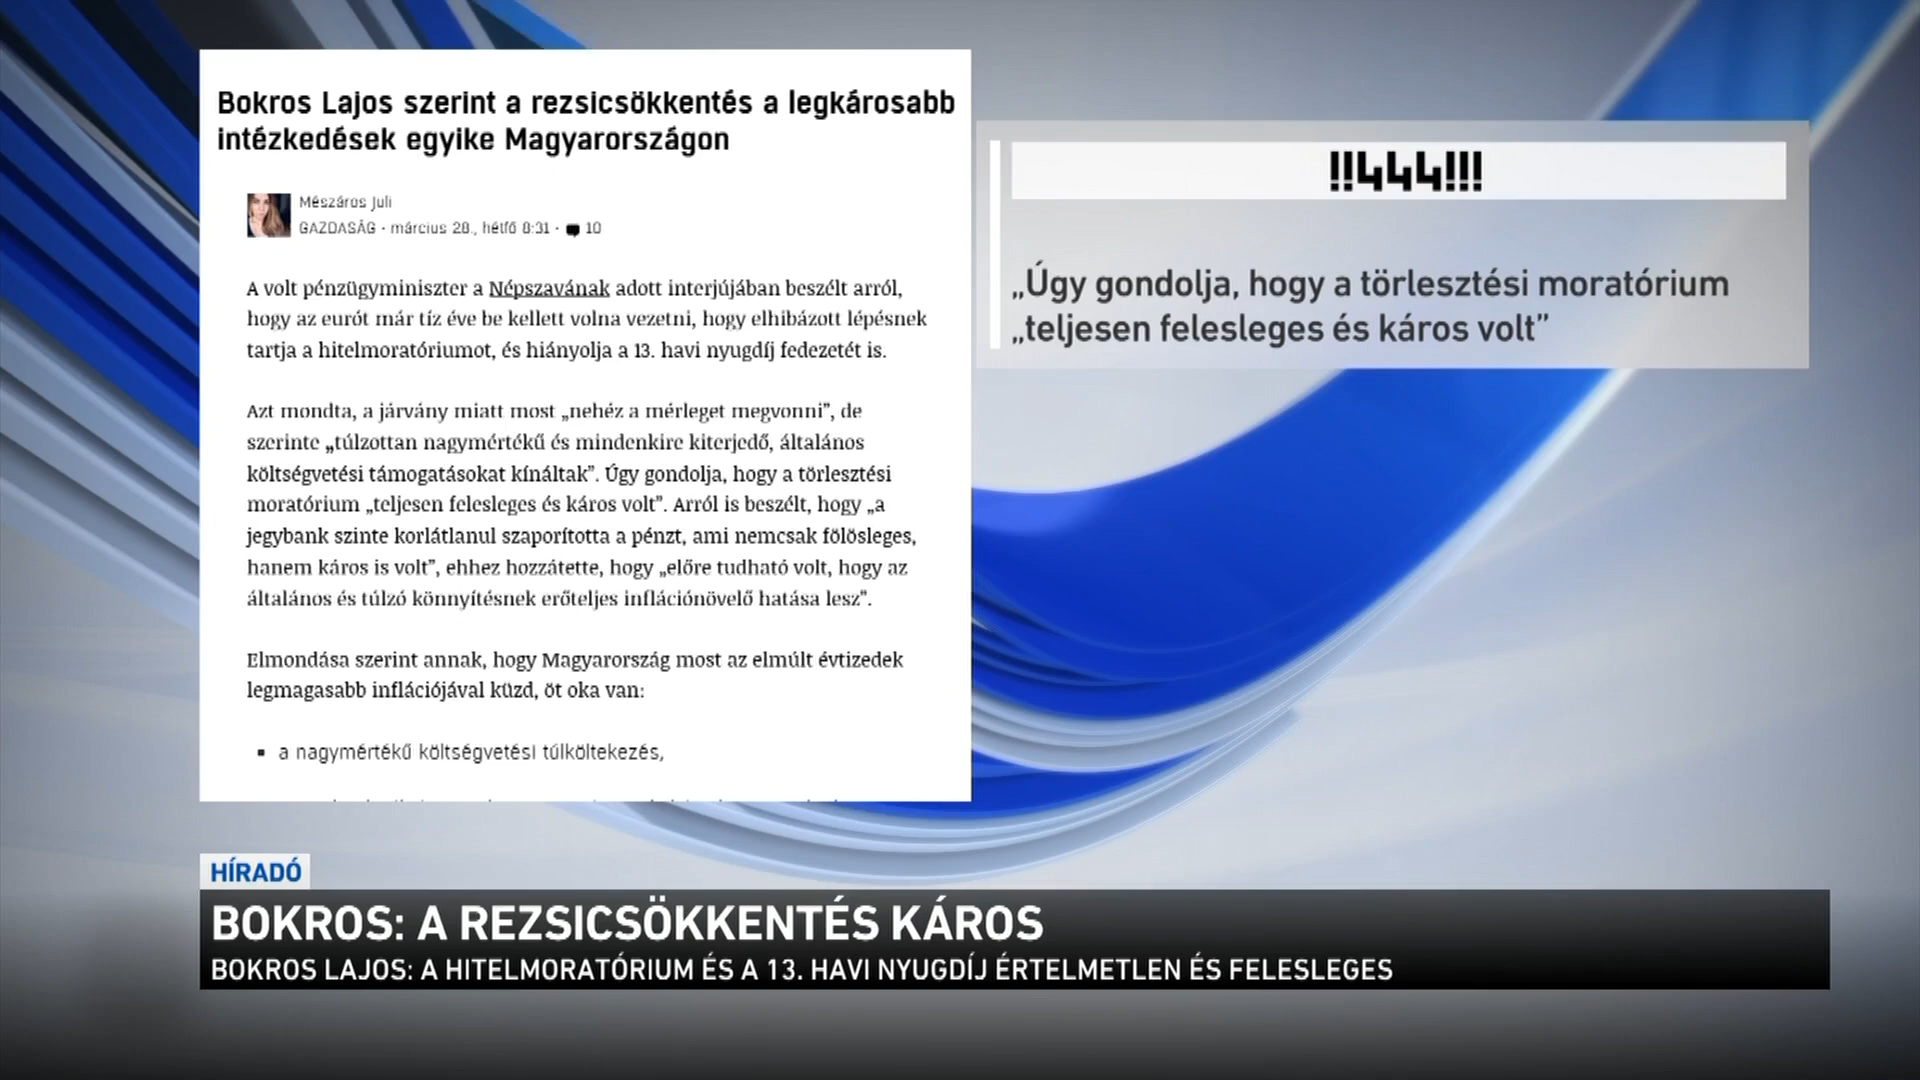 Bokros Lajos szerint a rezsicsökkentés a legkárosabb
intézkedések egyike Magyarországon
Mészáros Juli
GAZDASÁG · március 28., hétfő 8:31 · 10
A volt pénzügyminiszter a Népszavának adott interjújában beszélt arról,
hogy az eurót már tíz éve be kellett volna vezetni, hogy elhibázott lépésnek
tartja a hitelmoratóriumot, és hiányolja a 13. havi nyugdíj fedezetét is.
Azt mondta, a járvány miatt most „nehéz a mérleget megvonni”, de
szerinte „túlzottan nagymértékű és mindenkire kiterjedő, általános
költségvetési támogatásokat kínáltak”. Úgy gondolja, hogy a törlesztési
moratórium „teljesen felesleges és káros volt”. Arról is beszélt, hogy „a
jegybank szinte korlátlanul szaporította a pénzt, ami nemcsak fölösleges,
hanem káros is volt”, ehhez hozzátette, hogy „előre tudható volt, hogy az
általános és túlzó könnyítésnek erőteljes inflációnövelő hatása lesz”.
Elmondása szerint annak, hogy Magyarország most az elmúlt évtizedek
legmagasabb inflációjával küzd, öt oka van:
▪ a nagymértékű költségvetési túlköltekezés,
!!444!!!
„Úgy gondolja, hogy a törlesztési moratórium
„teljesen felesleges és káros volt”
HÍRADÓ
BOKROS: A REZSICSÖKKENTÉS KÁROS
BOKROS LAJOS: A HITELMORATÓRIUM ÉS A 13. HAVI NYUGDÍJ ÉRTELMETLEN ÉS FELESLEGES